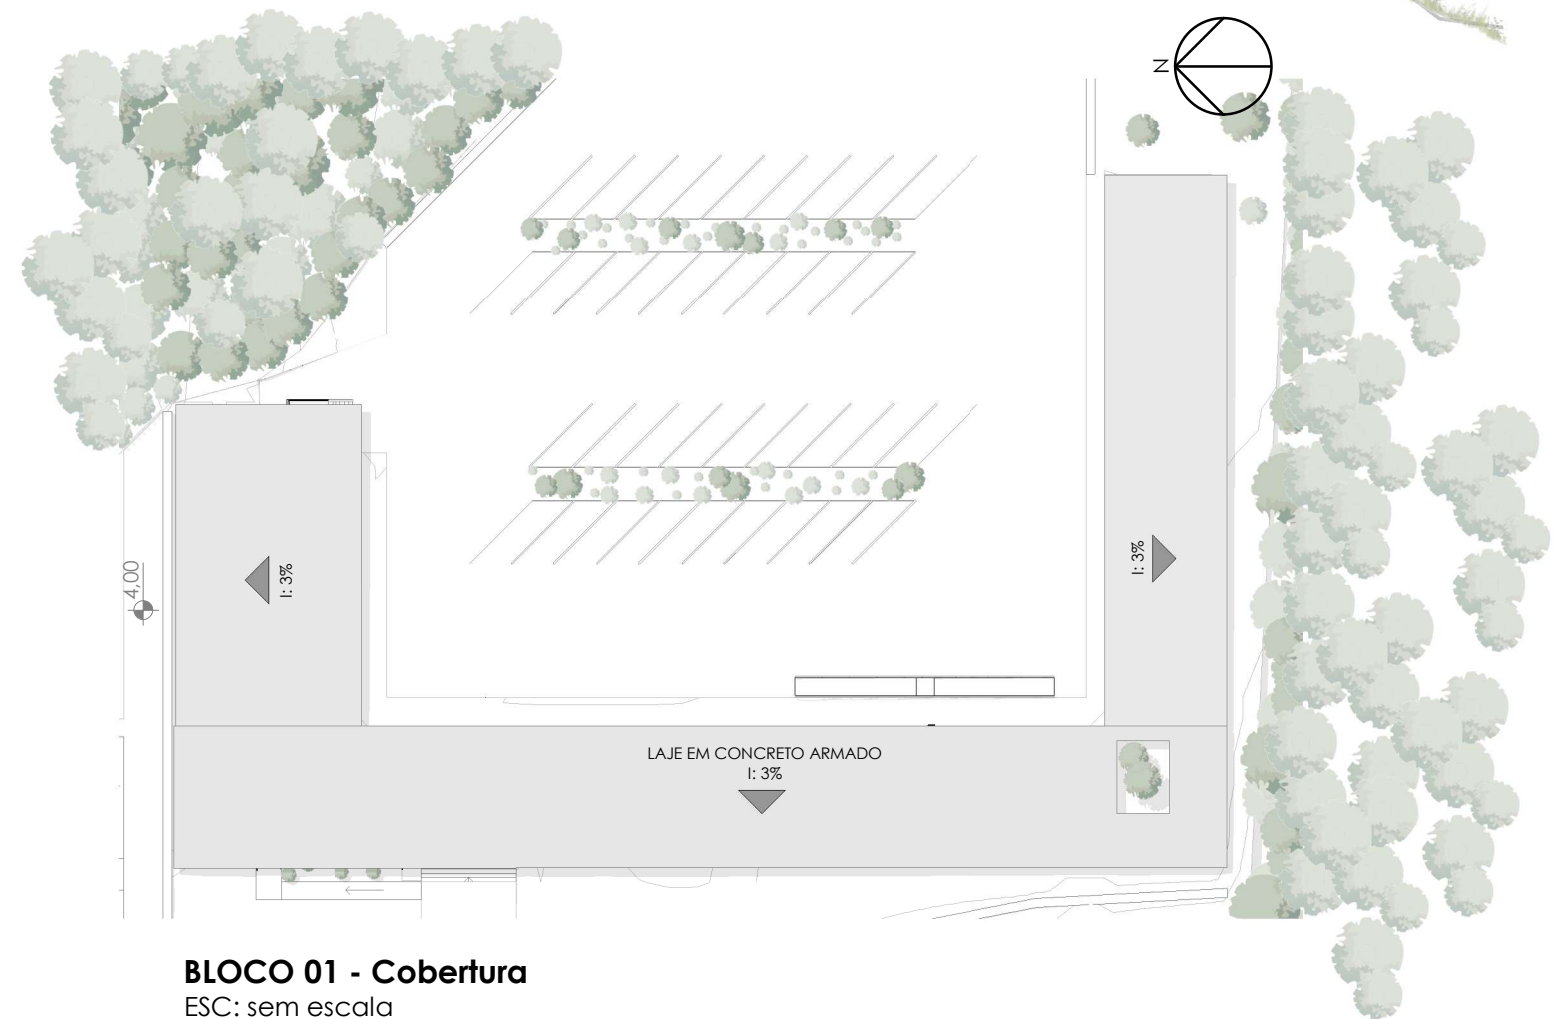 N
4,00
I: 3%
I: 3%
LAJE EM CONCRETO ARMADO
I: 3%
BLOCO 01 - Cobertura
ESC: sem escala